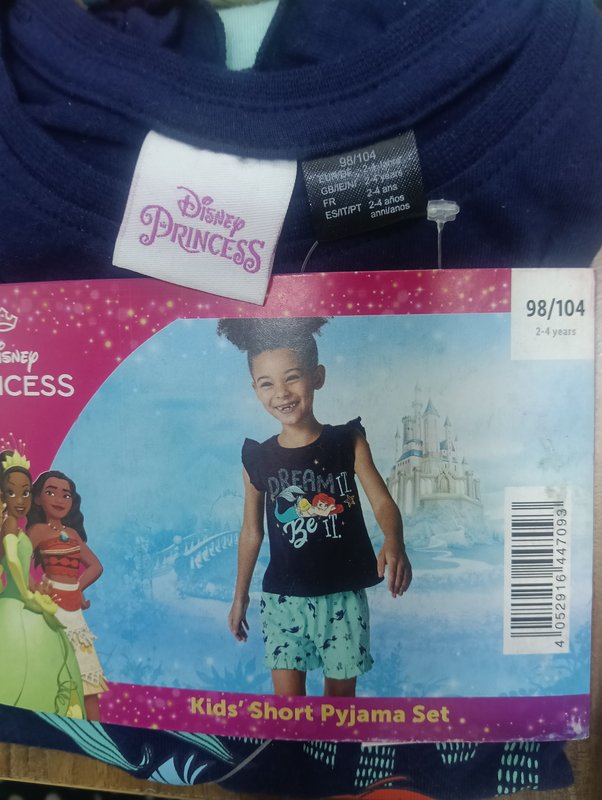 Disney
PRINCESS
98/104
GB/IE/NI 2-4 years
FR 2-4 ans
ES/IT/PT 2-4 años
anni/anos
98/104
2-4 years
ISNEY
NCESS
DREAM IT
Be IT.
4 052916 447093
Kids' Short Pyjama Set